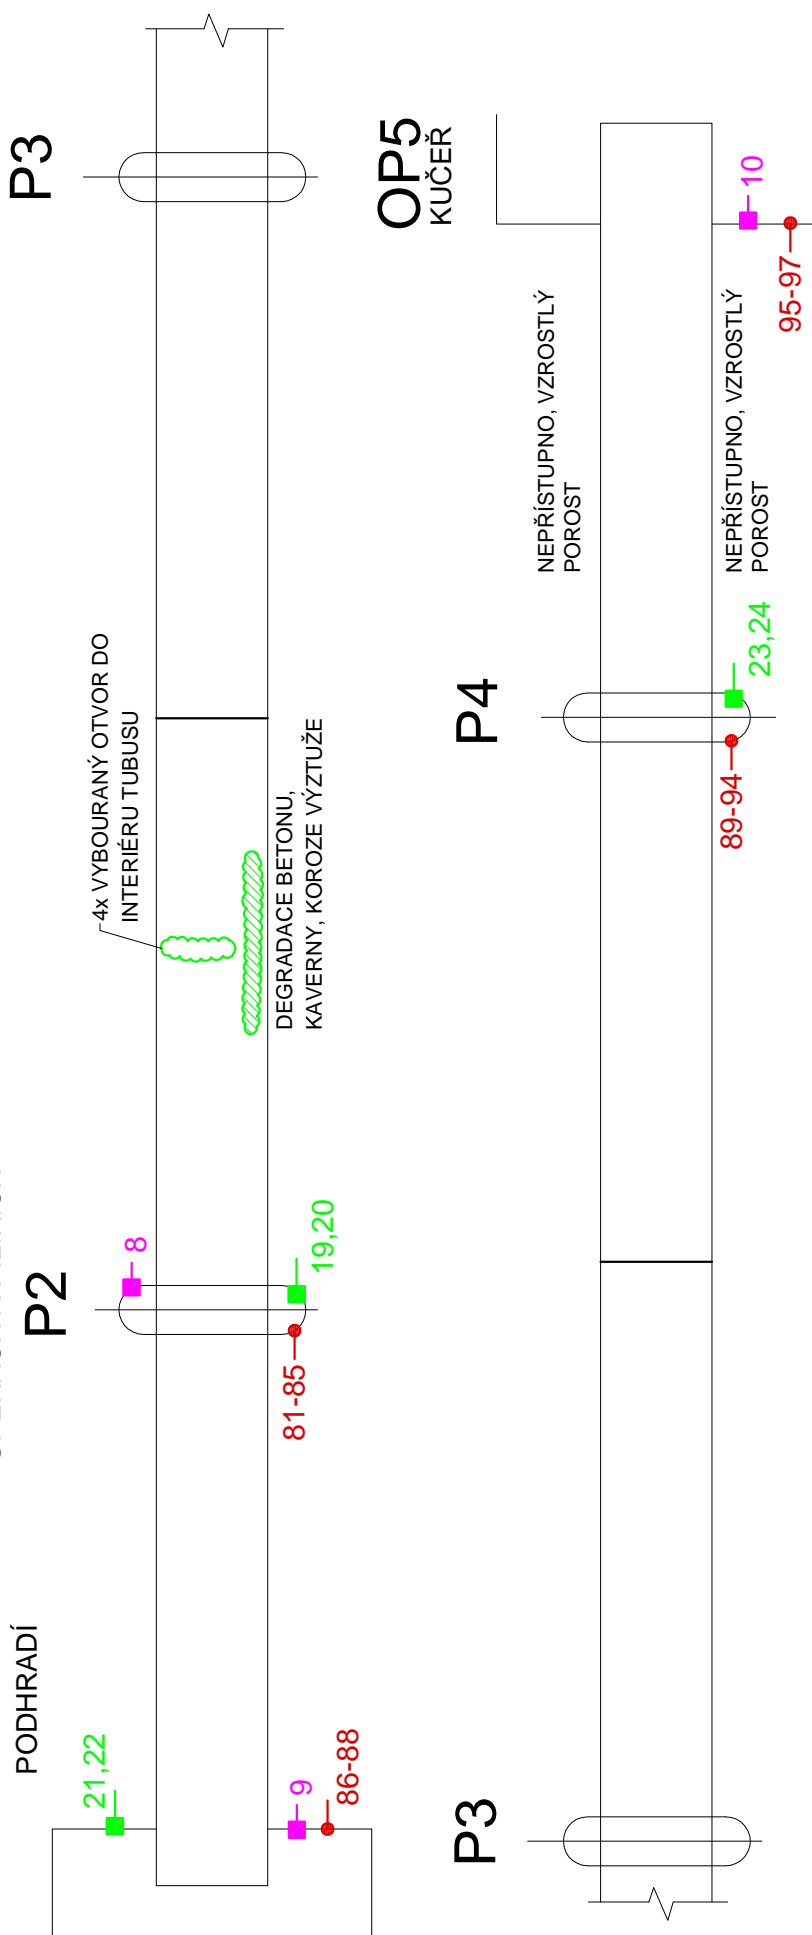 PODHRADÍ
P2
P3
21,22
9
86-88
8
81-85
19,20
4x VYBOURANÝ OTVOR DO
INTERIÉRU TUBUSU
DEGRADACE BETONU,
KAVERNY, KOROZE VÝZTUŽE
P3
P4
OP5
KUČEŘ
89-94
23,24
NEPŘÍSTUPNO, VZROSTLÝ
POROST
NEPŘÍSTUPNO, VZROSTLÝ
POROST
10
95-97